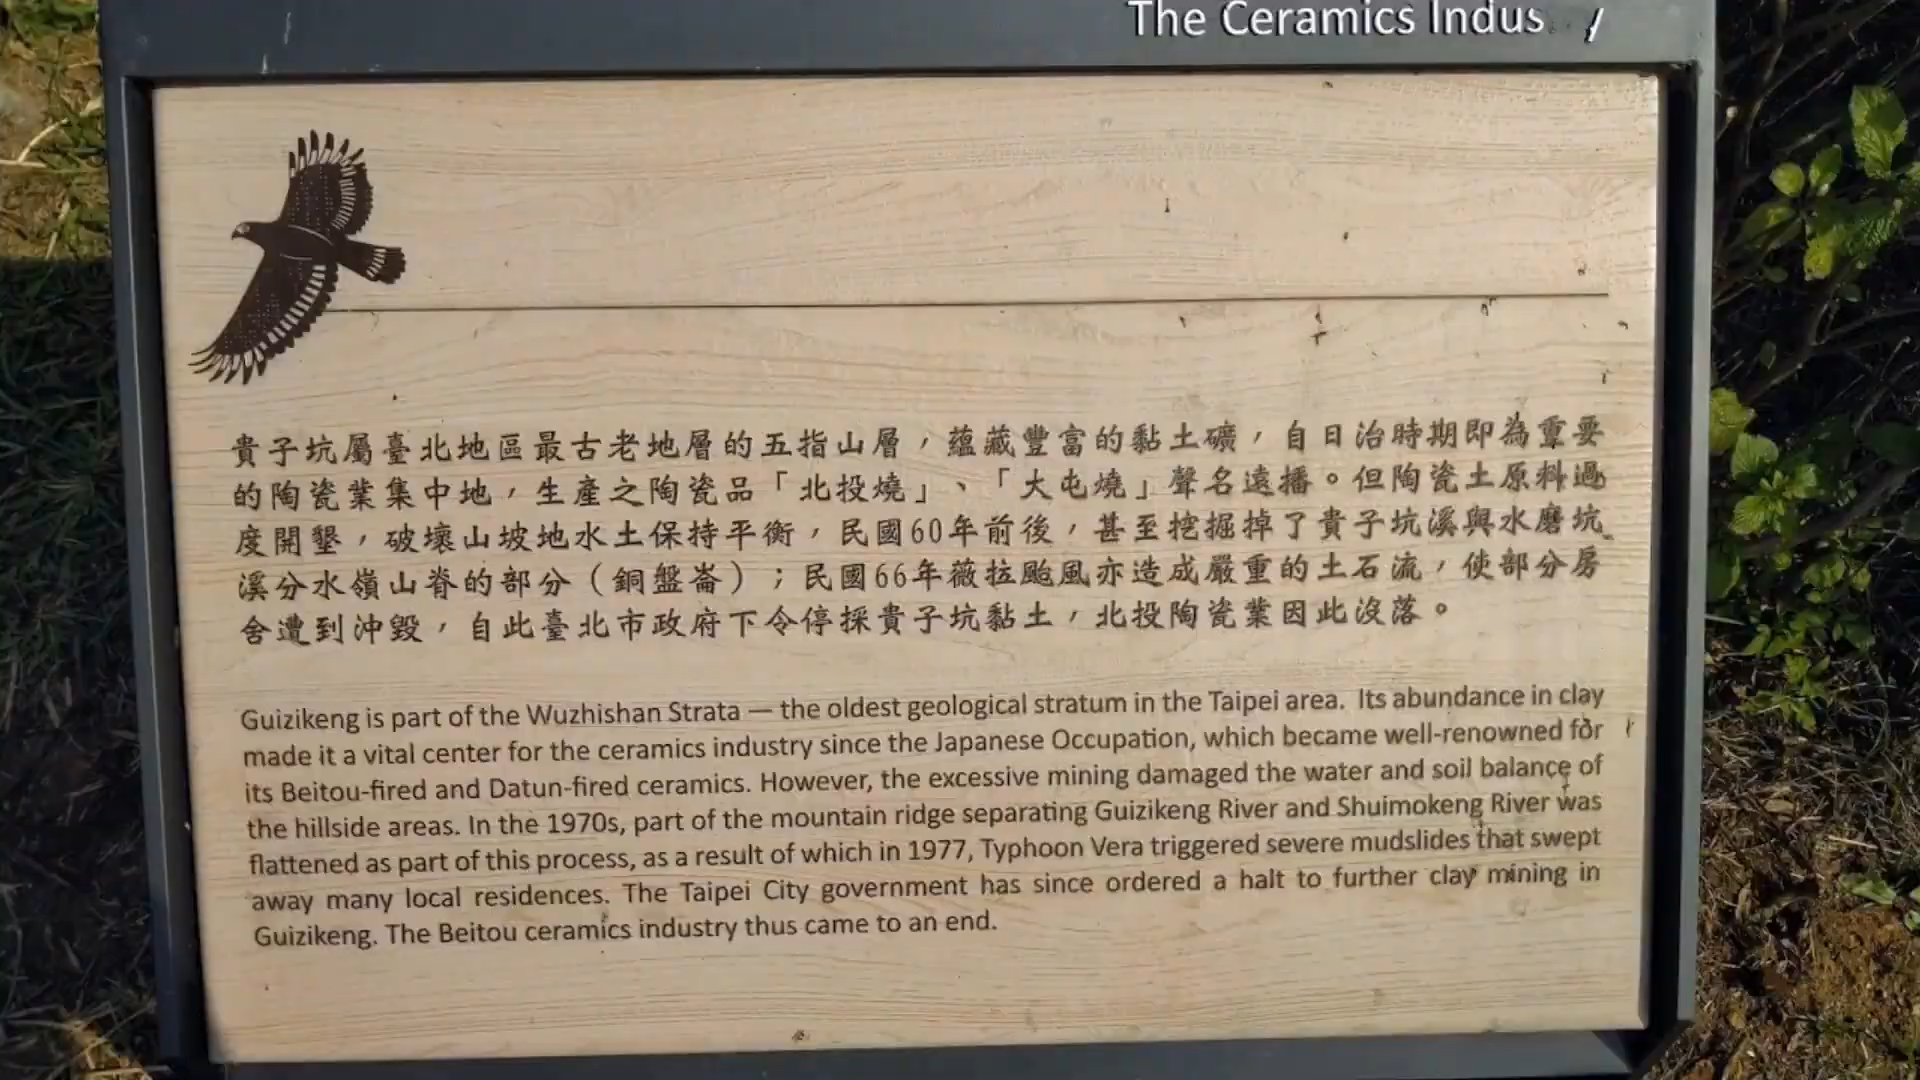 The Ceramics Indus y
貴子坑屬臺北地區最古老地層的五指山層，蘊藏豐富的黏土礦，自日治時期即為重要
的陶瓷業集中地，生產之陶瓷品「北投燒」、「大屯燒」聲名遠播。但陶瓷土原料過
度開墾，破壞山坡地水土保持平衡，民國60年前後，甚至挖掘掉了貴子坑溪與水磨坑
溪分水嶺山脊的部分（銅盤崙）；民國66年薇拉颱風亦造成嚴重的土石流，使部分房
舍遭到沖毀，自此臺北市政府下令停採貴子坑黏土，北投陶瓷業因此沒落。
Guizikeng is part of the Wuzhishan Strata — the oldest geological stratum in the Taipei area. Its abundance in clay
made it a vital center for the ceramics industry since the Japanese Occupation, which became well-renowned for
its Beitou-fired and Datun-fired ceramics. However, the excessive mining damaged the water and soil balance of
the hillside areas. In the 1970s, part of the mountain ridge separating Guizikeng River and Shuimokeng River was
flattened as part of this process, as a result of which in 1977, Typhoon Vera triggered severe mudslides that swept
away many local residences. The Taipei City government has since ordered a halt to further clay mining in
Guizikeng. The Beitou ceramics industry thus came to an end.